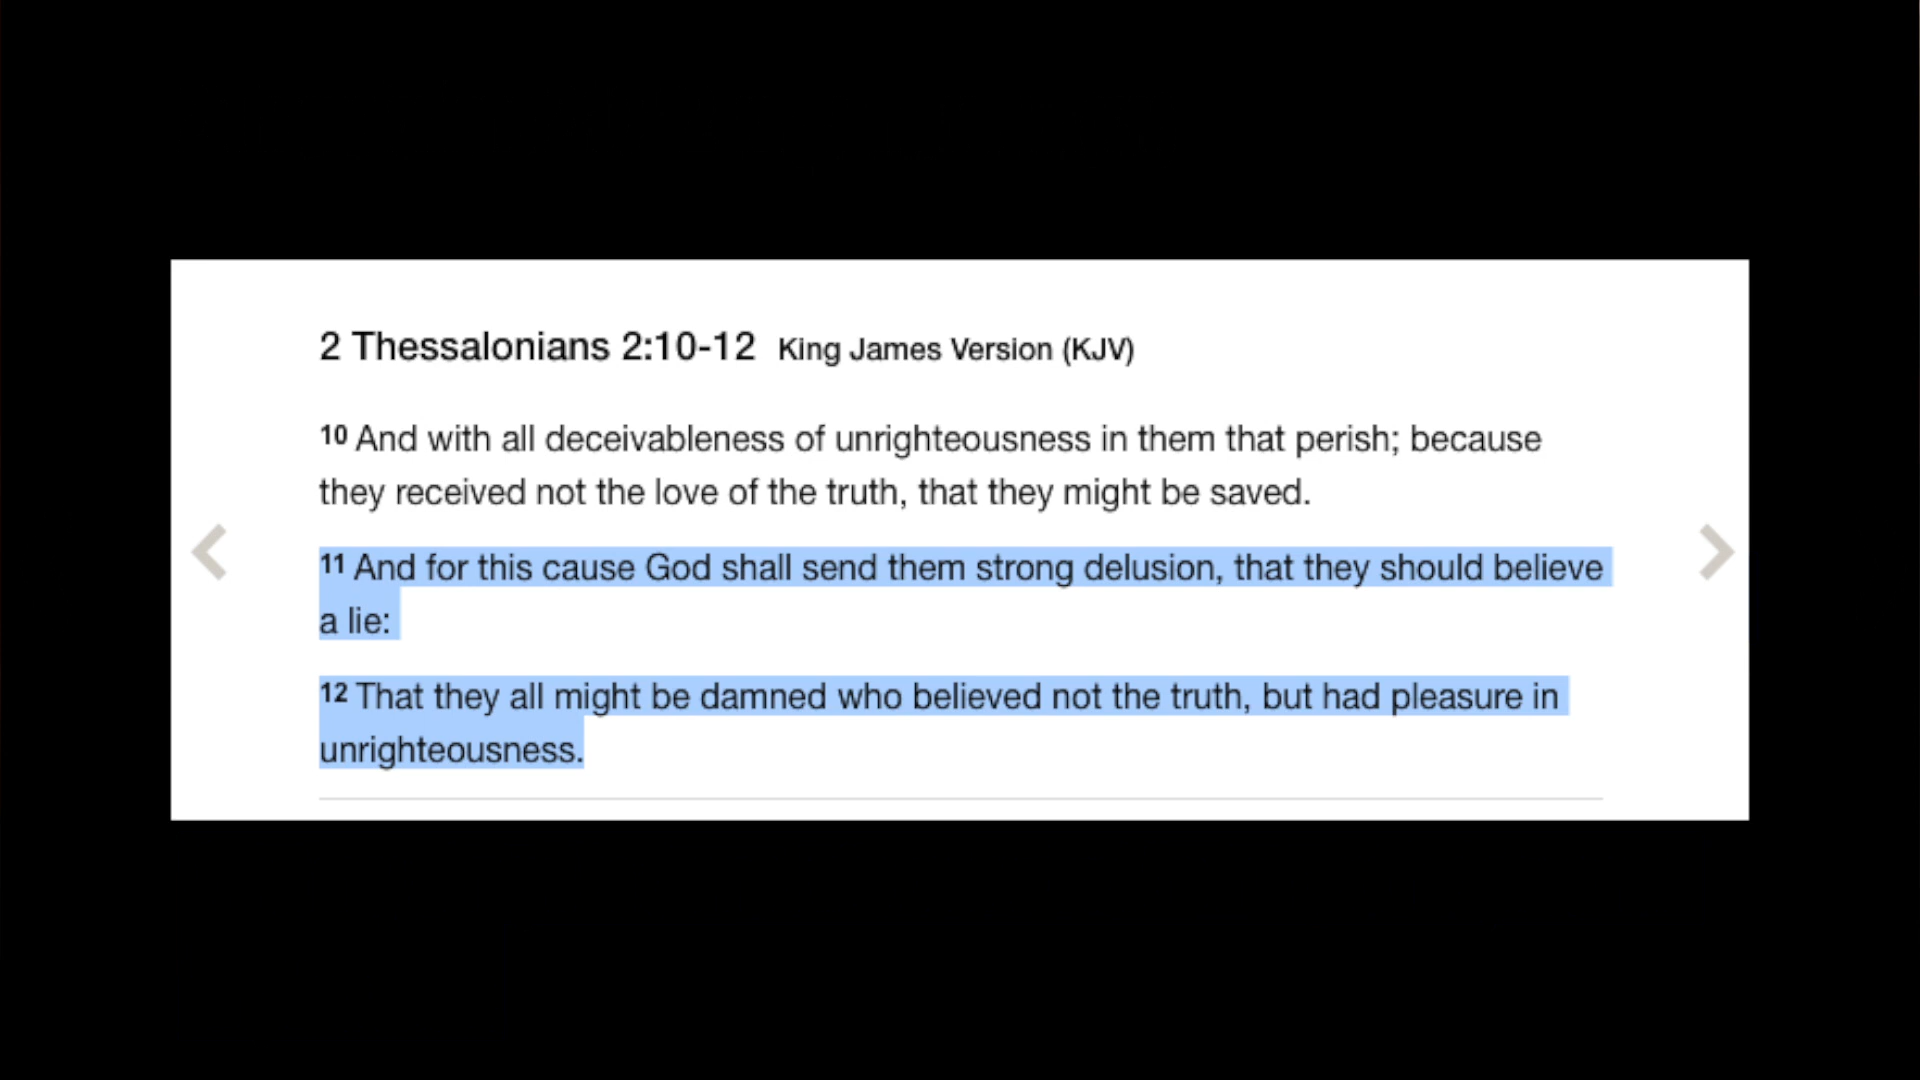 2 Thessalonians 2:10-12 King James Version (KJV)
10 And with all deceivableness of unrighteousness in them that perish; because
they received not the love of the truth, that they might be saved.
11 And for this cause God shall send them strong delusion, that they should believe
a lie:
12 That they all might be damned who believed not the truth, but had pleasure in
unrighteousness.